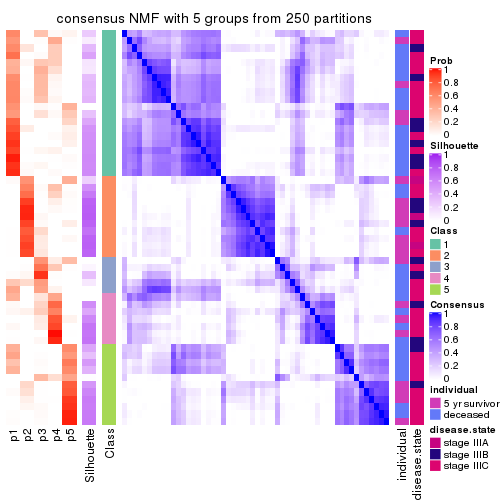 consensus NMF with 5 groups from 250 partitions
Prob
1
0.8
0.6
0.4
0.2
0
Silhouette
1
0.8
0.6
0.4
0.2
0
Class
1
2
3
4
5
Consensus
1
0.8
0.6
0.4
0.2
0
individual
5 yr survivor
deceased
disease.state
stage IIIA
stage IIIB
stage IIIC
p1
p2
p3
p4
p5
Silhouette
Class
individual
disease.state